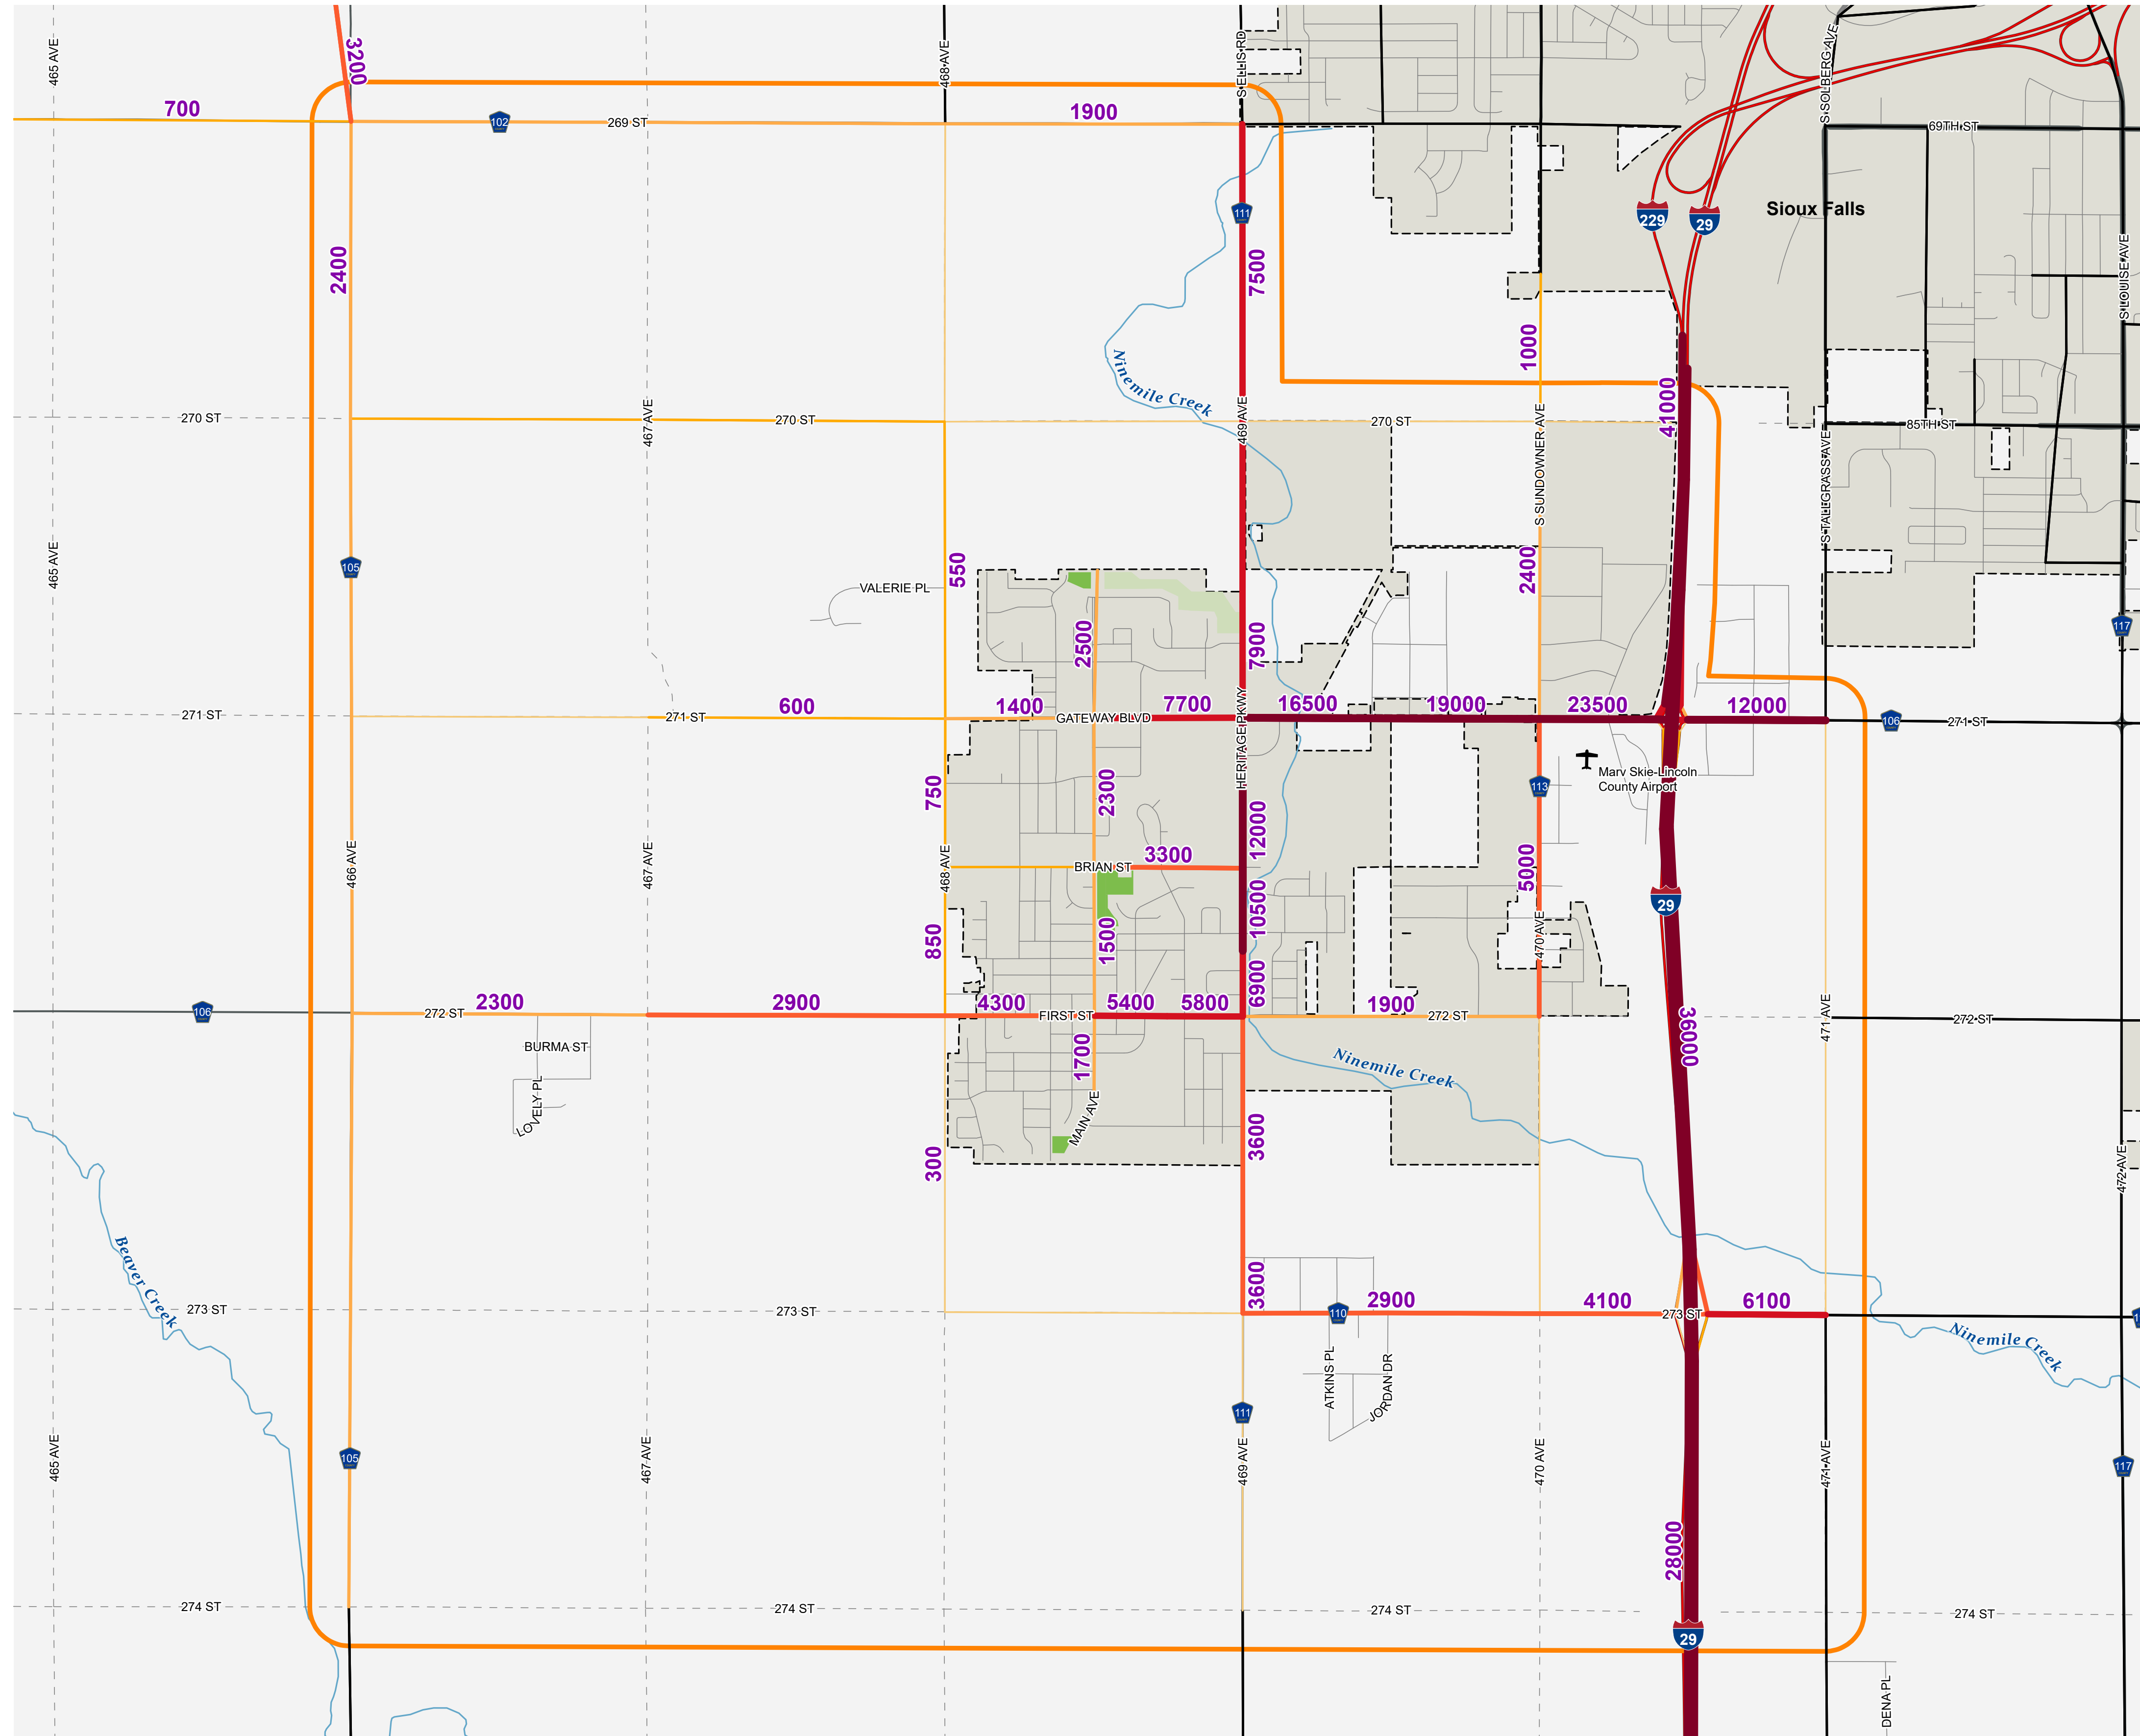 465 AVE
3200
468 AVE
S ELLIS RD
S SOLBERG AVE
700
102
269 ST
1900
69TH ST
111
229
29
Sioux Falls
2400
7500
S LOUISE AVE
1000
Ninemile Creek
41000
270 ST
467 AVE
270 ST
469 AVE
270 ST
S SUNDOWNER AVE
S TALLGRASS AVE
85TH ST
465 AVE
105
550
2400
VALERIE PL
2500
7900
117
271 ST
271 ST
600
1400
GATEWAY BLVD
7700
HERITAGE PKWY
16500
19000
23500
12000
106
271 ST
Marv Skie-Lincoln
County Airport
113
750
2300
12000
466 AVE
467 AVE
468 AVE
BRIAN ST
3300
5000
29
850
1500
10500
470 AVE
6900
106
272 ST
2300
2900
4300
FIRST ST
5400
5800
1900
272 ST
36000
471 AVE
272 ST
BURMA ST
LOVELY PL
1700
MAIN AVE
Ninemile Creek
300
3600
472 AVE
Beaver Creek
3600
273 ST
273 ST
110
2900
4100
273 ST
6100
Ninemile Creek
ATKINS PL
JORDAN DR
111
465 AVE
105
467 AVE
469 AVE
470 AVE
471 AVE
117
28000
274 ST
274 ST
274 ST
274 ST
29
DENA PL